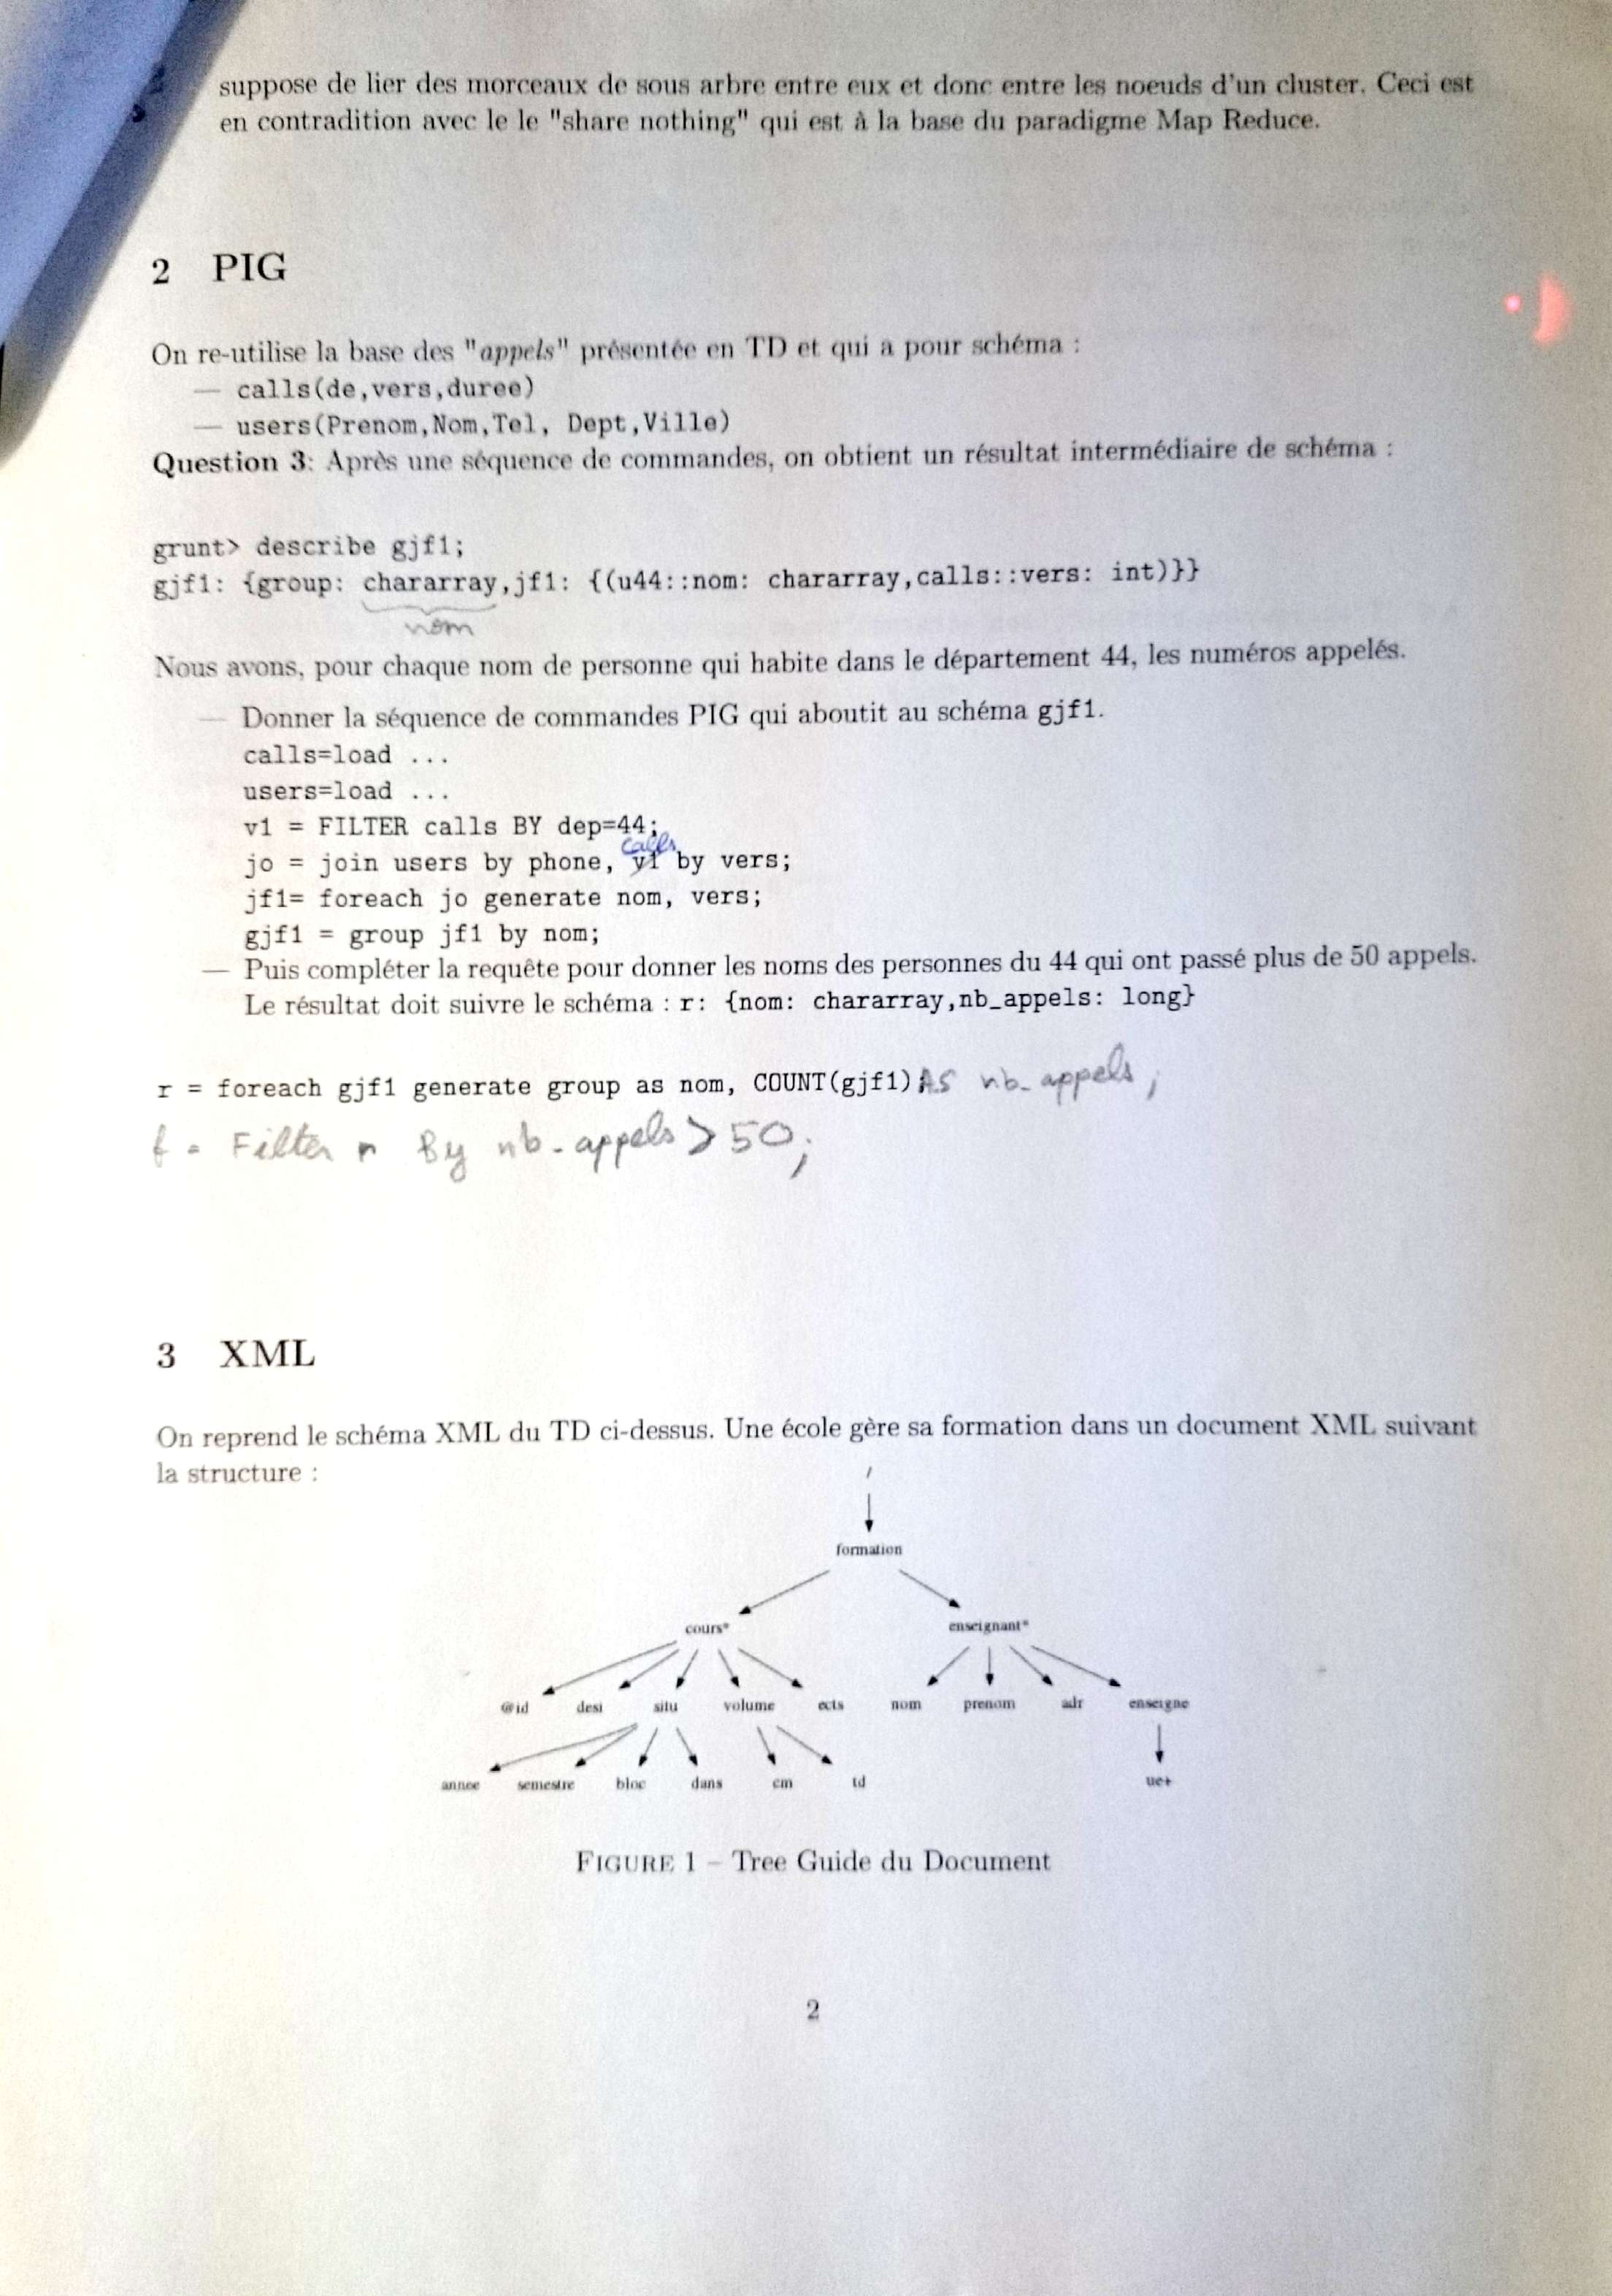 suppose de lier des morceaux de sous arbre entre eux et donc entre les noeuds d'un cluster. Ceci est
en contradition avec le le "share nothing" qui est à la base du paradigme Map Reduce.
2 PIG
On re-utilise la base des "appels" présentée en TD et qui a pour schéma :
— calls(de,vers,duree)
— users(Prenom,Nom,Tel, Dept,Ville)
Question 3: Après une séquence de commandes, on obtient un résultat intermédiaire de schéma :
grunt> describe gjf1;
gjf1: {group: chararray,jf1: {(u44::nom: chararray,calls::vers: int)}}
nom
Nous avons, pour chaque nom de personne qui habite dans le département 44, les numéros appelés.
— Donner la séquence de commandes PIG qui aboutit au schéma gjf1.
calls=load ...
users=load ...
v1 = FILTER calls BY dep=44;
calls
jo = join users by phone, v1 by vers;
jf1= foreach jo generate nom, vers;
gjf1 = group jf1 by nom;
— Puis compléter la requête pour donner les noms des personnes du 44 qui ont passé plus de 50 appels.
Le résultat doit suivre le schéma : r: {nom: chararray,nb_appels: long}
r = foreach gjf1 generate group as nom, COUNT(gjf1) AS nb_appels;
f = Filter r By nb_appels > 50;
3 XML
On reprend le schéma XML du TD ci-dessus. Une école gère sa formation dans un document XML suivant
la structure :
/
formation
cours* enseignant*
@id desi situ volume ects nom prenom adr enseigne
annee semestre bloc dans cm td ue+
FIGURE 1 – Tree Guide du Document
2